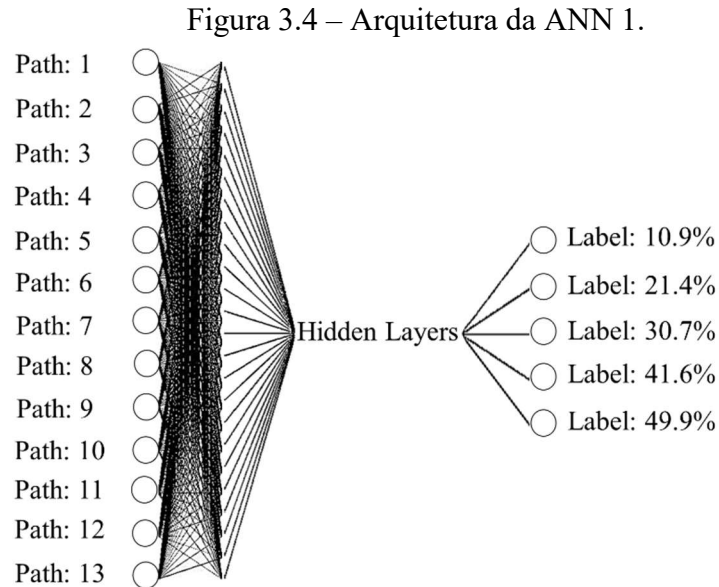 Figura 3.4 – Arquitetura da ANN 1.
Path: 1
Path: 2
Path: 3
Path: 4
Path: 5
Path: 6
Path: 7
Path: 8
Path: 9
Path: 10
Path: 11
Path: 12
Path: 13
Hidden Layers
Label: 10.9%
Label: 21.4%
Label: 30.7%
Label: 41.6%
Label: 49.9%